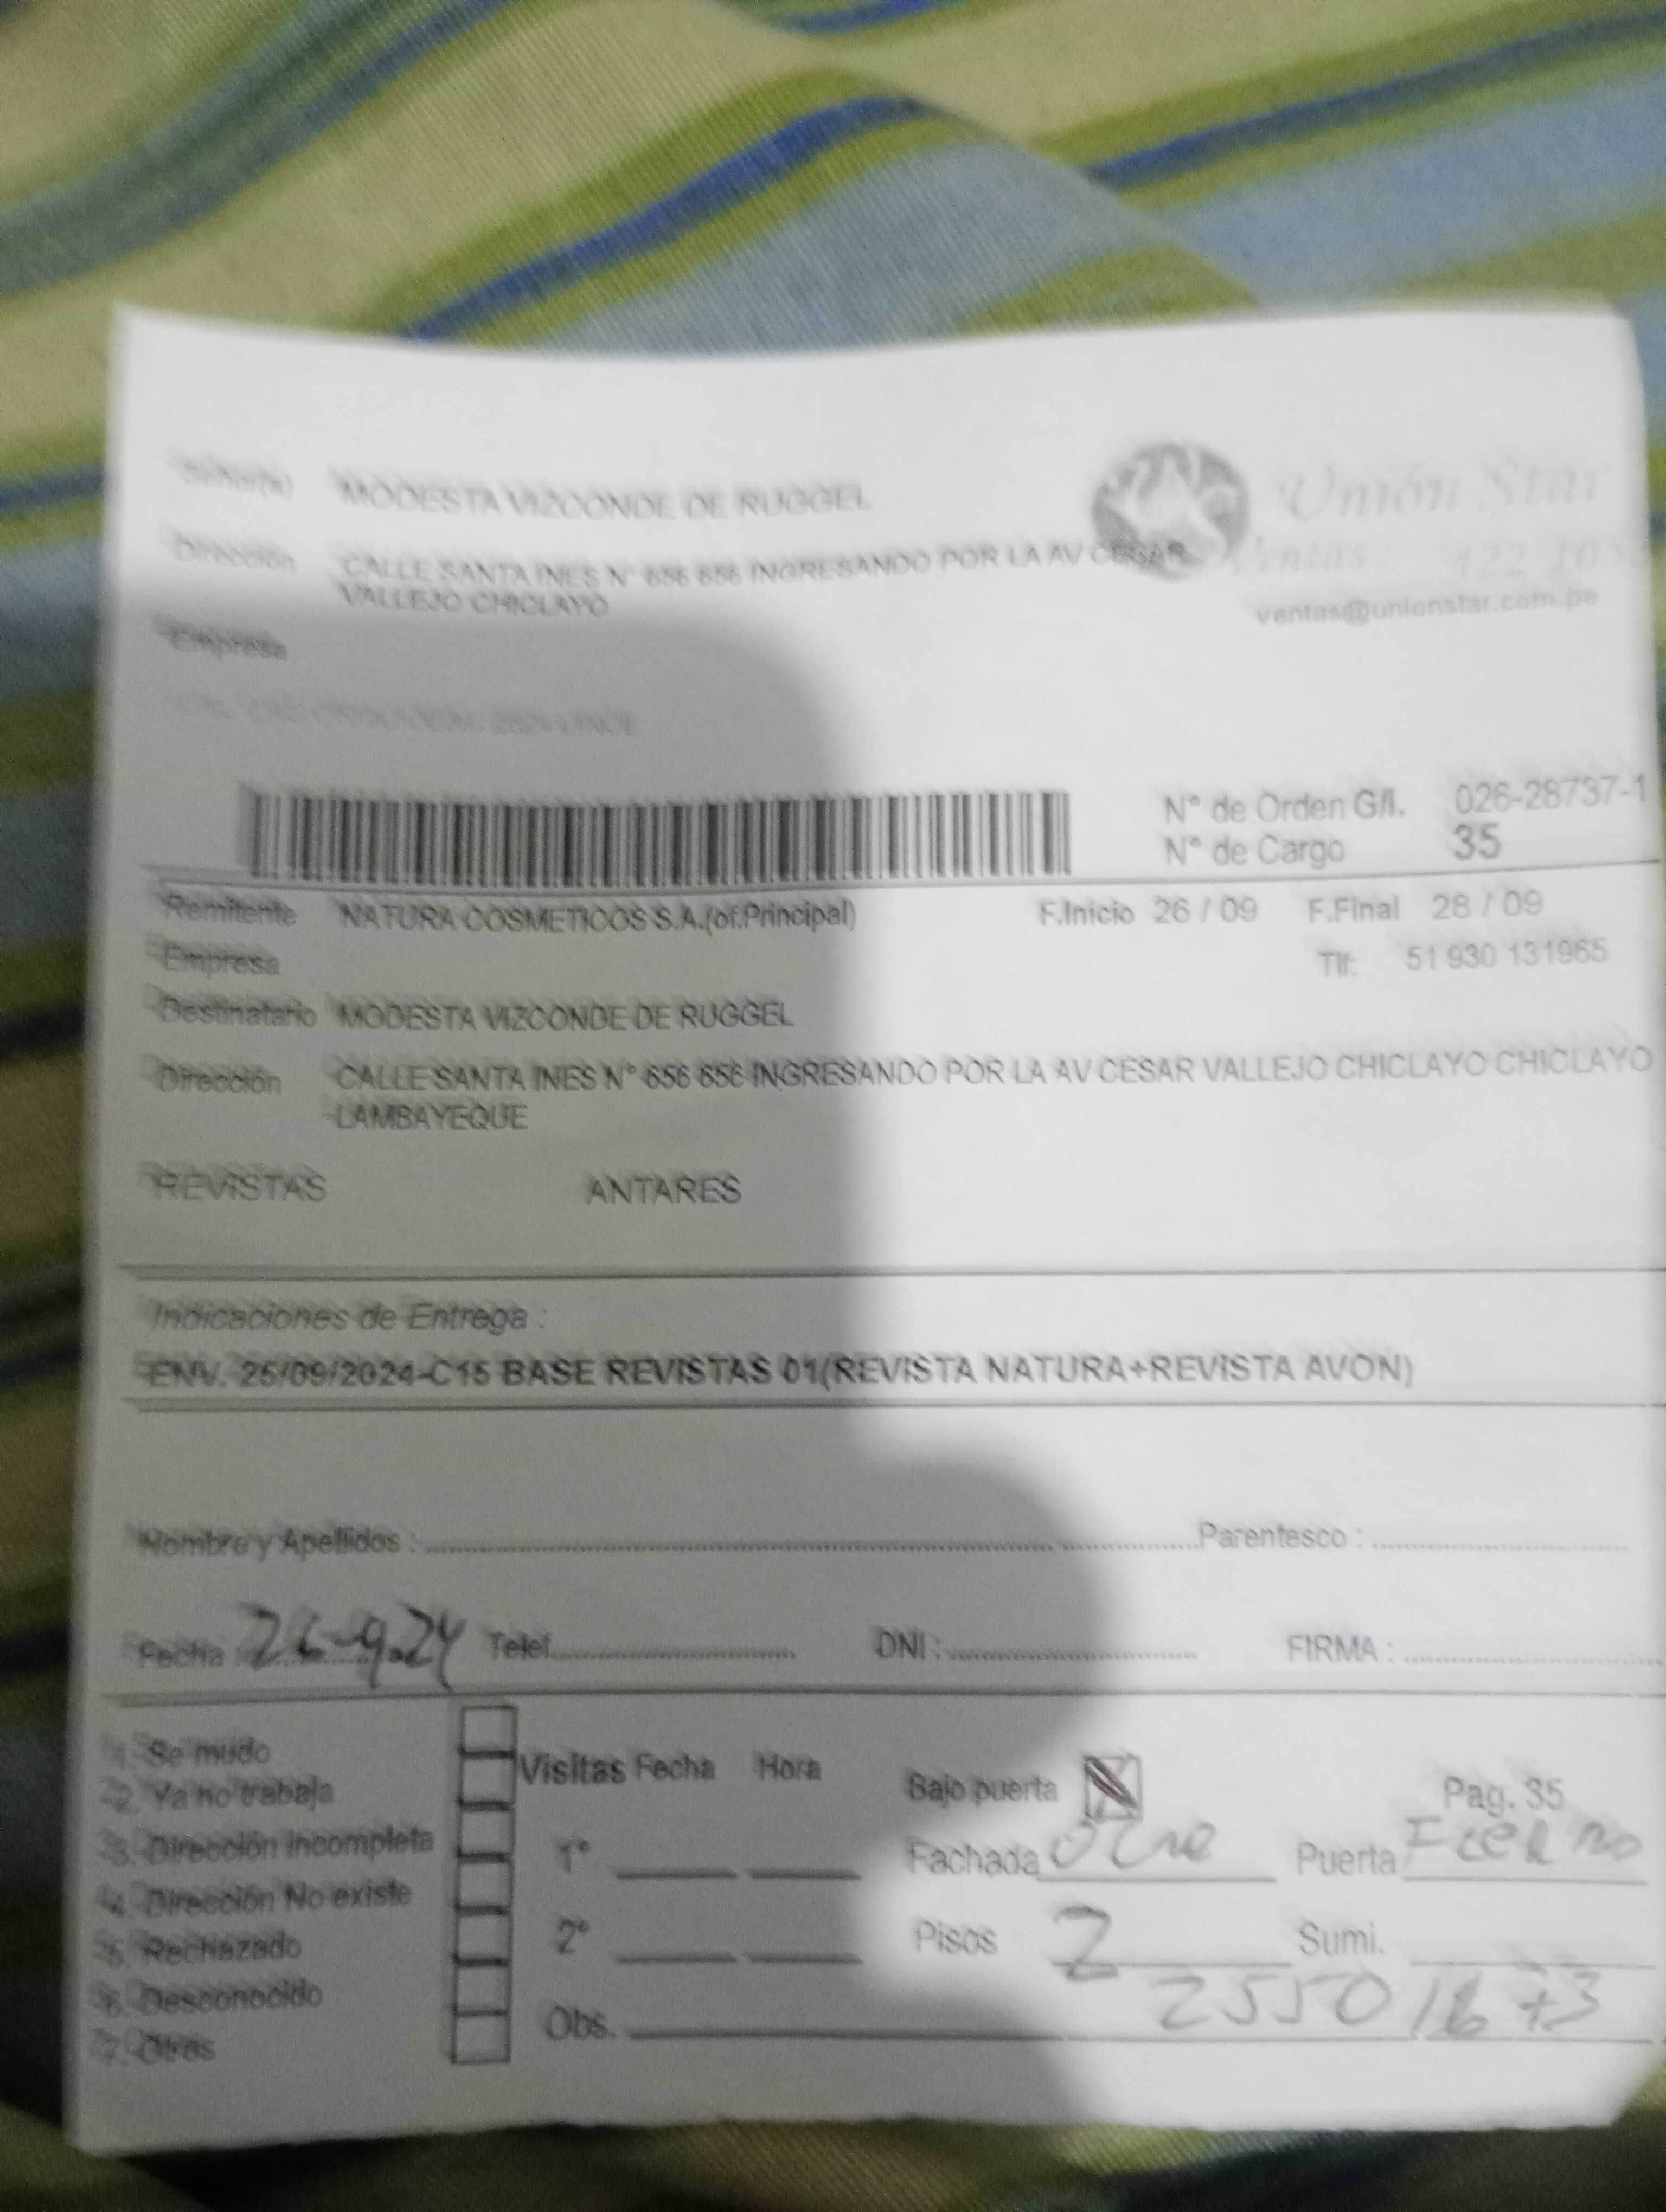 Señor(a) MODESTA VIZCONDE DE RUGGEL
Unión Star
Dirección CALLE SANTA INES N° 656 656 INGRESANDO POR LA AV CESAR
VALLEJO CHICLAYO
Ventas
ventas@unionstar.com.pe
Empresa
N° de Orden G/I. 026-28737-1
N° de Cargo 35
Remitente NATURA COSMETICOS S.A.(of.Principal) F.Inicio 26 / 09 F.Final 28 / 09
Empresa Tlf: 51 930 131965
Destinatario MODESTA VIZCONDE DE RUGGEL
Dirección CALLE SANTA INES N° 656 656 INGRESANDO POR LA AV CESAR VALLEJO CHICLAYO CHICLAYO
LAMBAYEQUE
REVISTAS ANTARES
Indicaciones de Entrega :
ENV. 25/09/2024-C15 BASE REVISTAS 01(REVISTA NATURA+REVISTA AVON)
Nombre y Apellidos : Parentesco :
Fecha 26-9.24 Telef. DNI : FIRMA :
1. Se mudo
2. Ya no trabaja
3. Dirección incompleta
4. Dirección No existe
5. Rechazado
6. Desconocido
7. Otros
Visitas Fecha Hora
1°
2°
Obs.
Bajo puerta Pag. 35
Fachada Puerta
Pisos 2 Sumi.